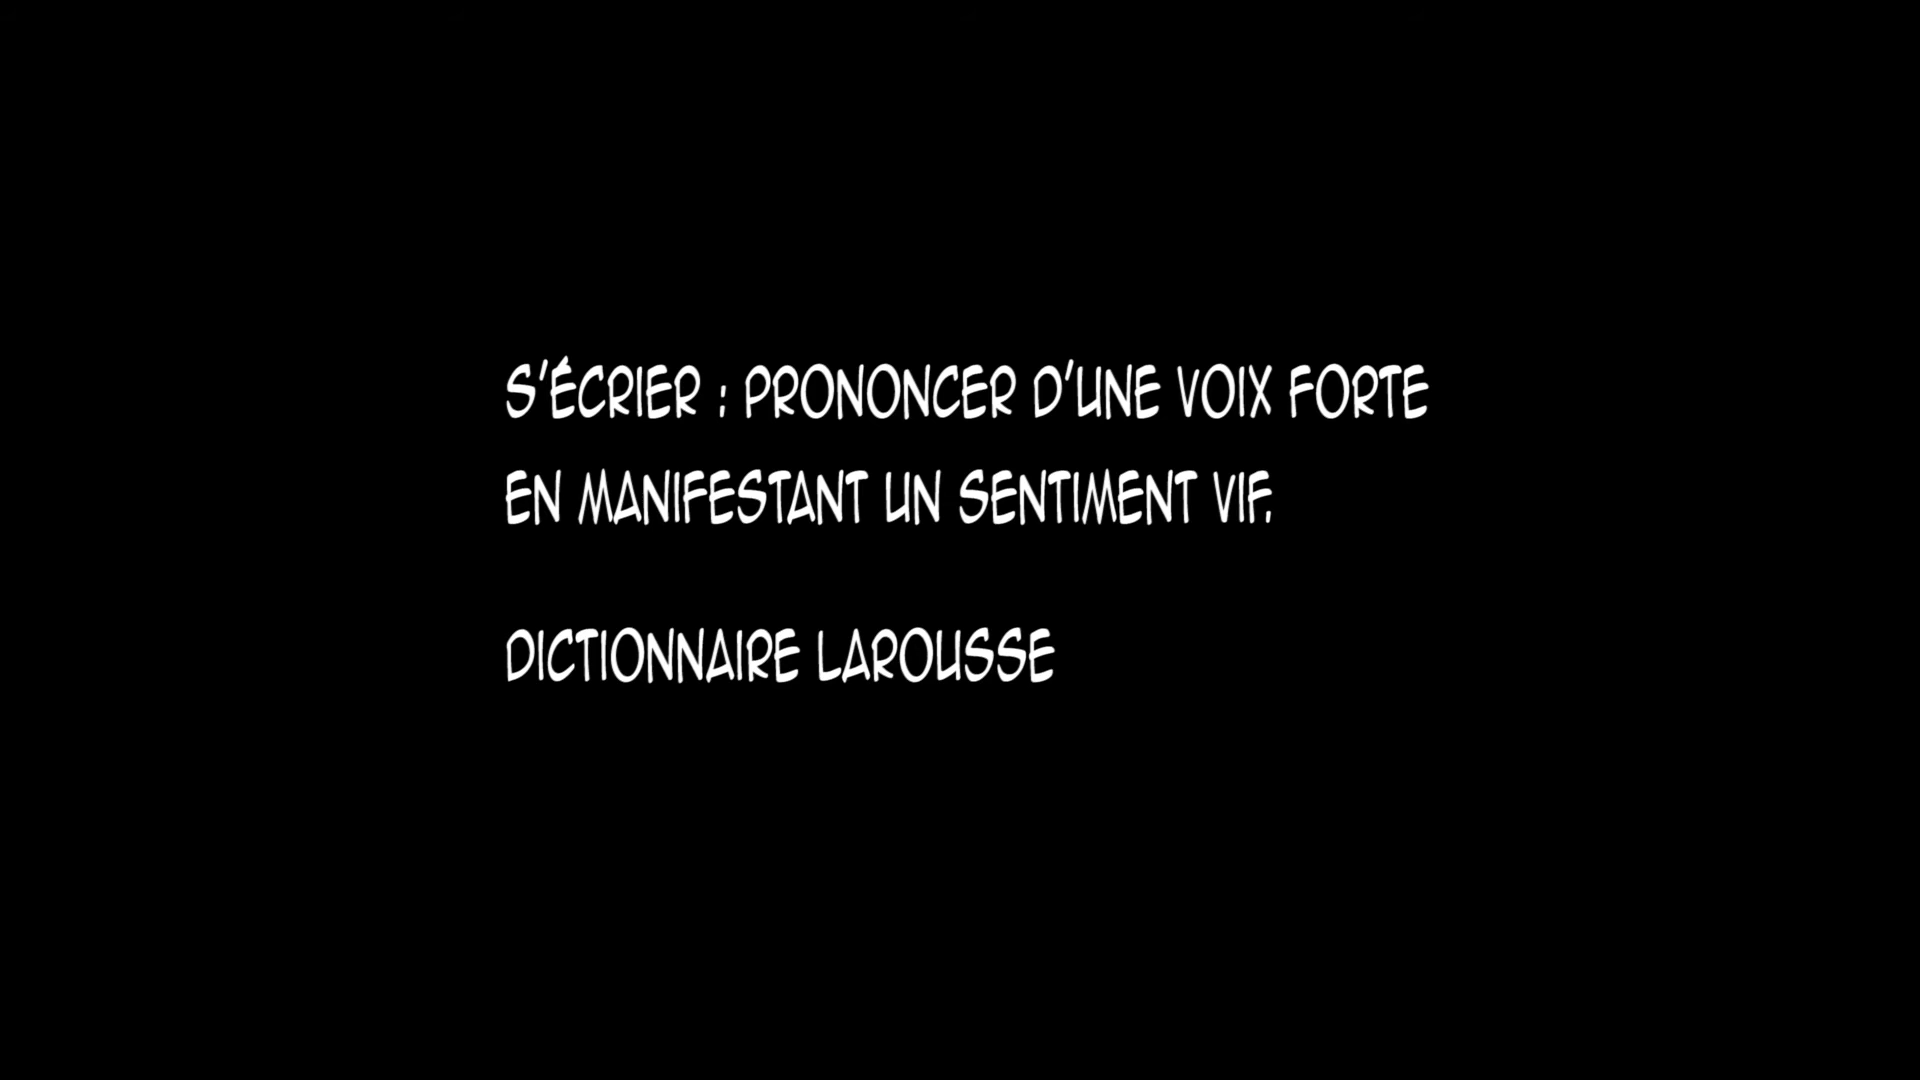 S'ÉCRIER : PRONONCER D'UNE VOIX FORTE
EN MANIFESTANT UN SENTIMENT VIF.
DICTIONNAIRE LAROUSSE